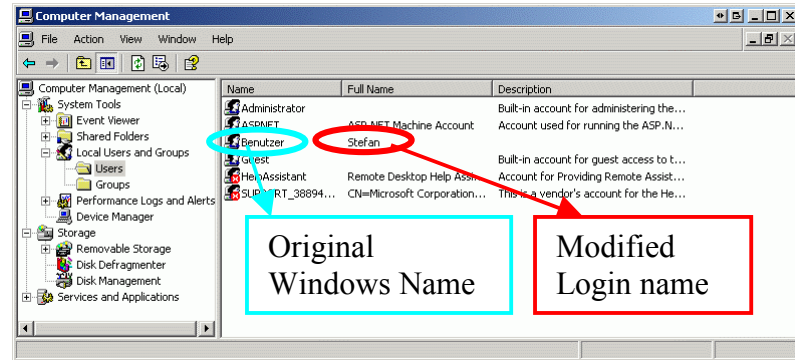 Computer Management
File Action View Window Help
Computer Management (Local)
System Tools
Event Viewer
Shared Folders
Local Users and Groups
Users
Groups
Performance Logs and Alerts
Device Manager
Storage
Removable Storage
Disk Defragmenter
Disk Management
Services and Applications
Name Full Name Description
Administrator Built-in account for administering the...
ASPNET ASP.NET Machine Account Account used for running the ASP.N...
Benutzer Stefan
Guest Built-in account for guest access to t...
HelpAssistant Remote Desktop Help Assi... Account for Providing Remote Assist...
SUPPORT_38894... CN=Microsoft Corporation... This is a vendor's account for the He...
Original
Windows Name
Modified
Login name